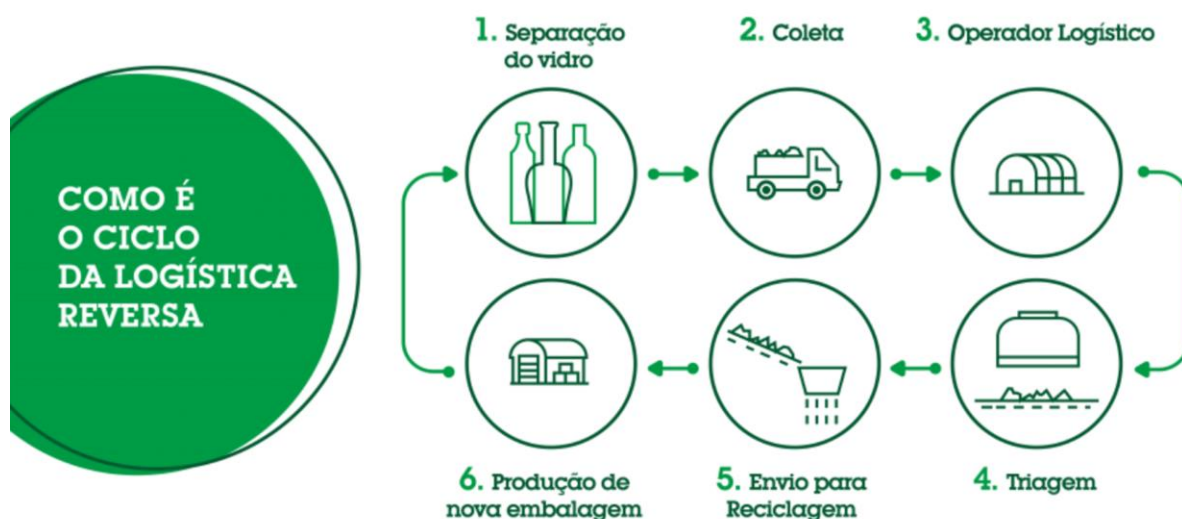 COMO É
O CICLO
DA LOGÍSTICA
REVERSA
1. Separação
do vidro
2. Coleta
3. Operador Logístico
4. Triagem
5. Envio para
Reciclagem
6. Produção de
nova embalagem